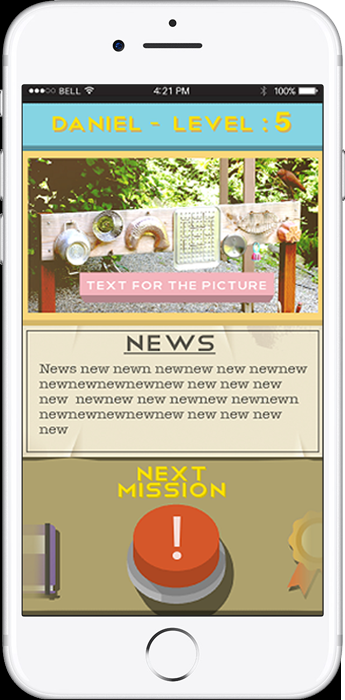 BELL 4:21 PM 100%
DANIEL - LEVEL : 5
TEXT FOR THE PICTURE
NEWS
News new newn newnew new newnew
newnewnewnewnew new new new
new newnew new newnew newnewn
newnewnewnewnew new new new
new
NEXT
MISSION
!